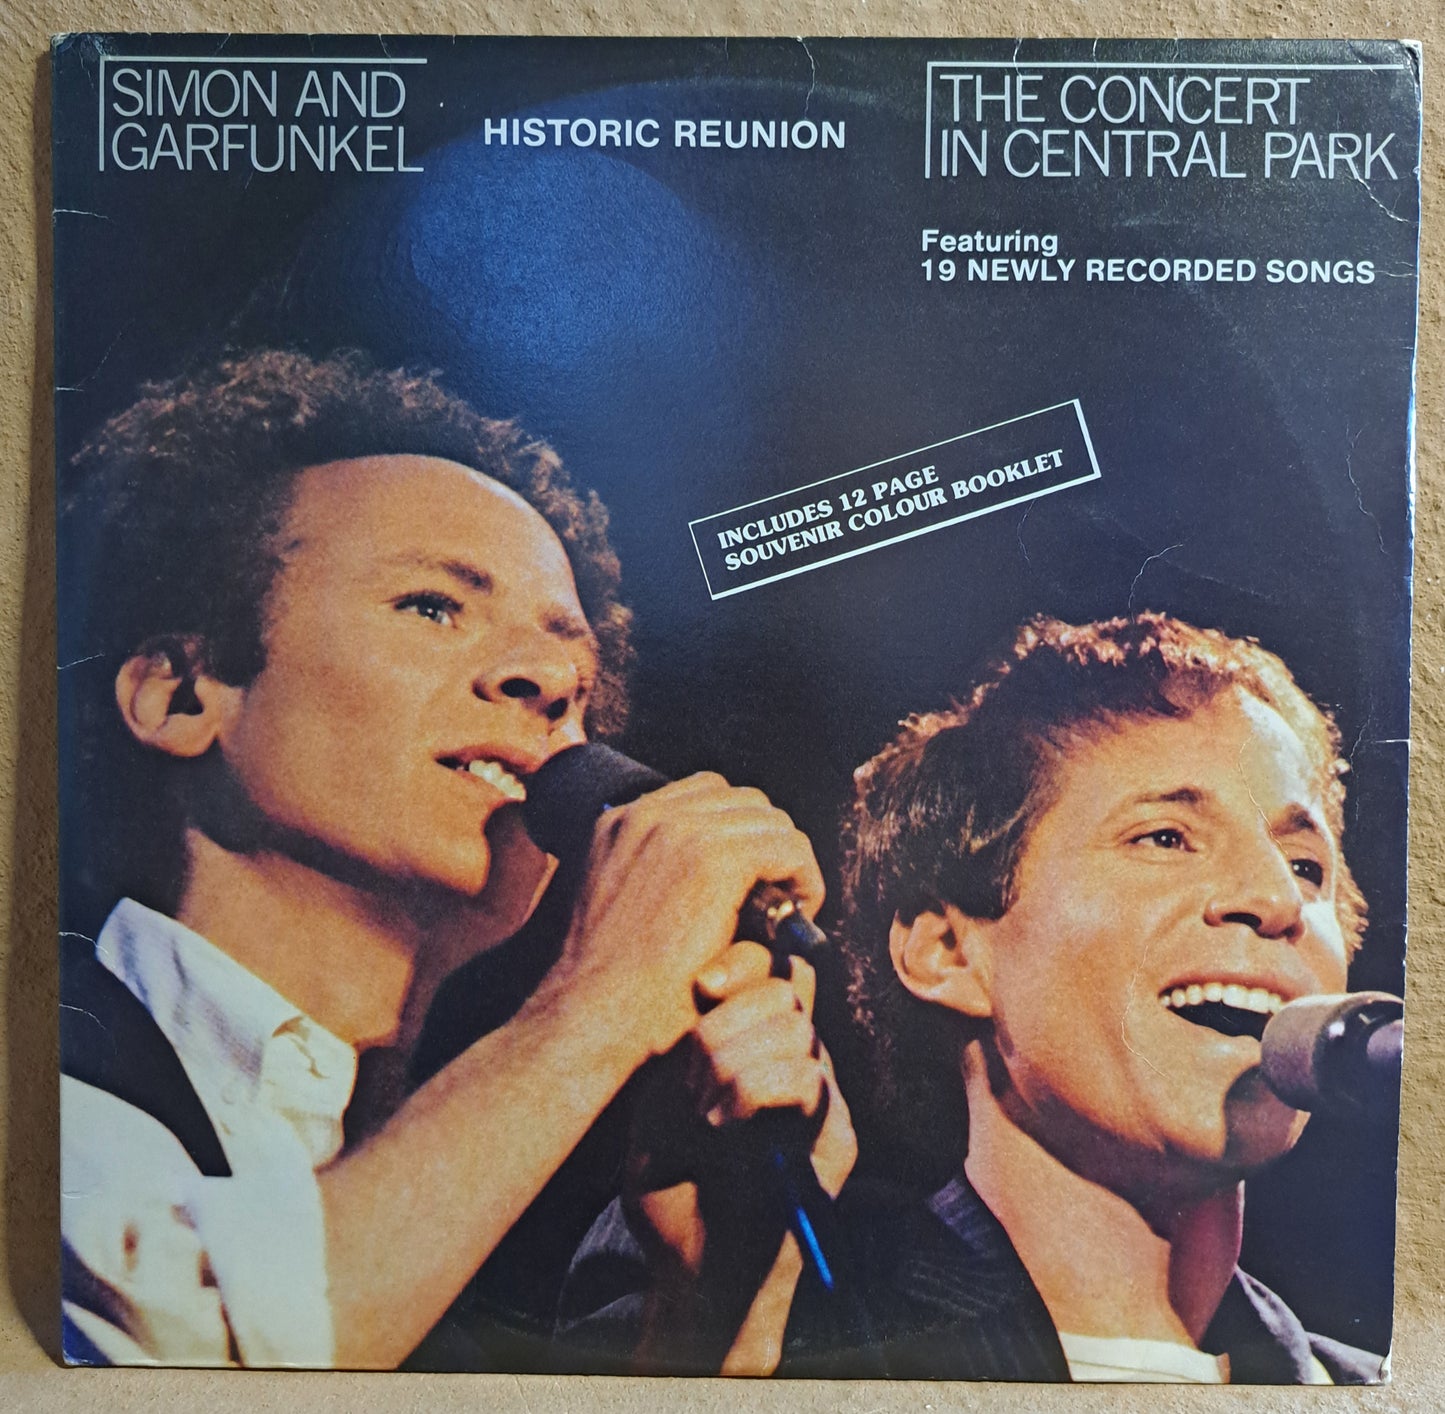 SIMON AND
GARFUNKEL
HISTORIC REUNION
THE CONCERT
IN CENTRAL PARK
Featuring
19 NEWLY RECORDED SONGS
INCLUDES 12 PAGE
SOUVENIR COLOUR BOOKLET